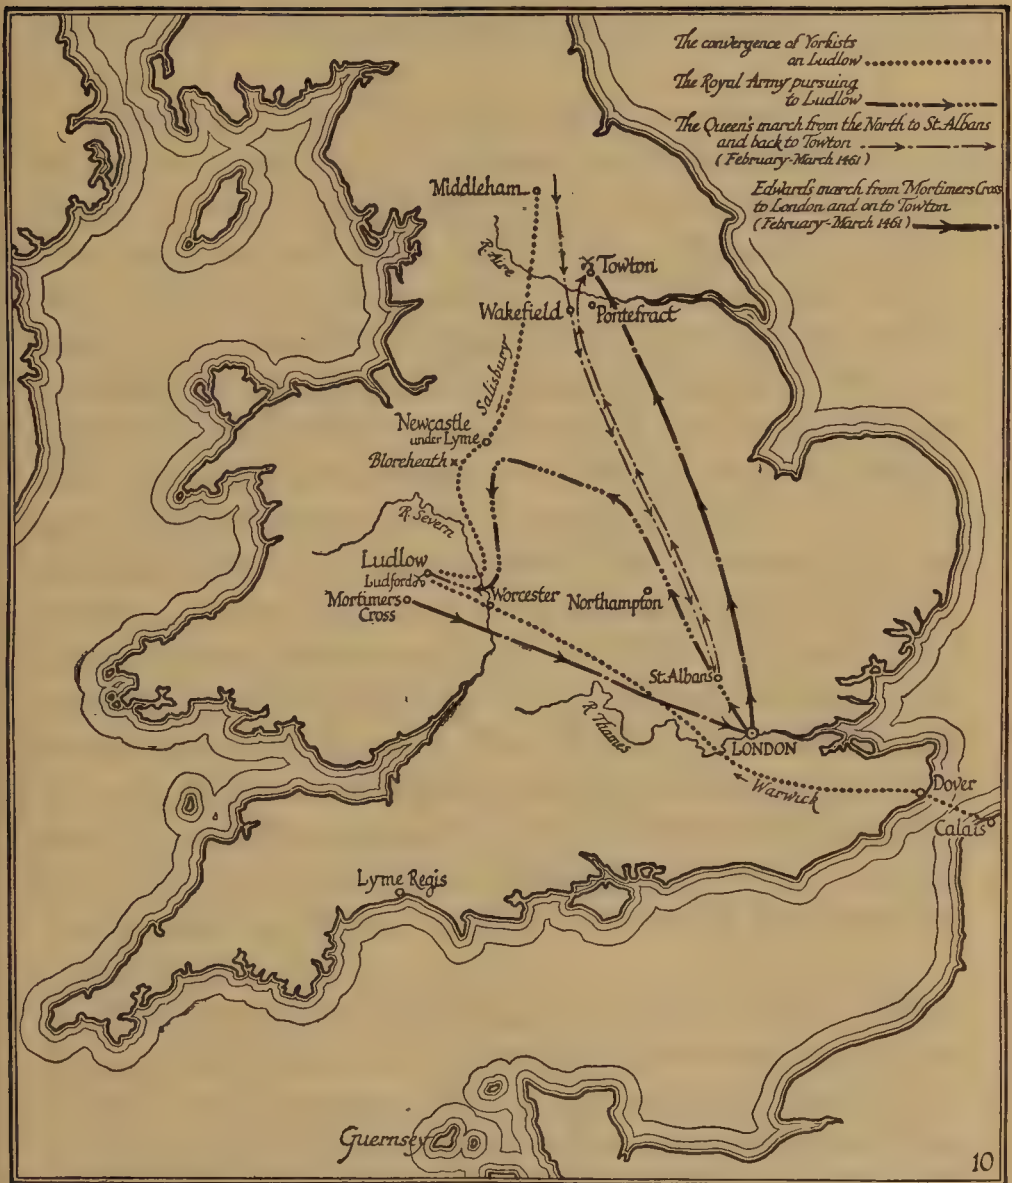 The convergence of Yorkists
on Ludlow
The Royal Army pursuing
to Ludlow
The Queen's march from the North to St. Albans
and back to Towton
(February-March 1461)
Edward's march from Mortimers Cross
to London and on to Towton
(February-March 1461)
Middleham
R. Aire
Towton
Wakefield
Pontefract
Salisbury
Newcastle
under Lyme
Bloreheath
R. Severn
Ludlow
Ludford
Mortimers
Cross
Worcester
Northampton
St. Albans
R. Thames
LONDON
Warwick
Dover
Calais
Lyme Regis
Guernsey
10